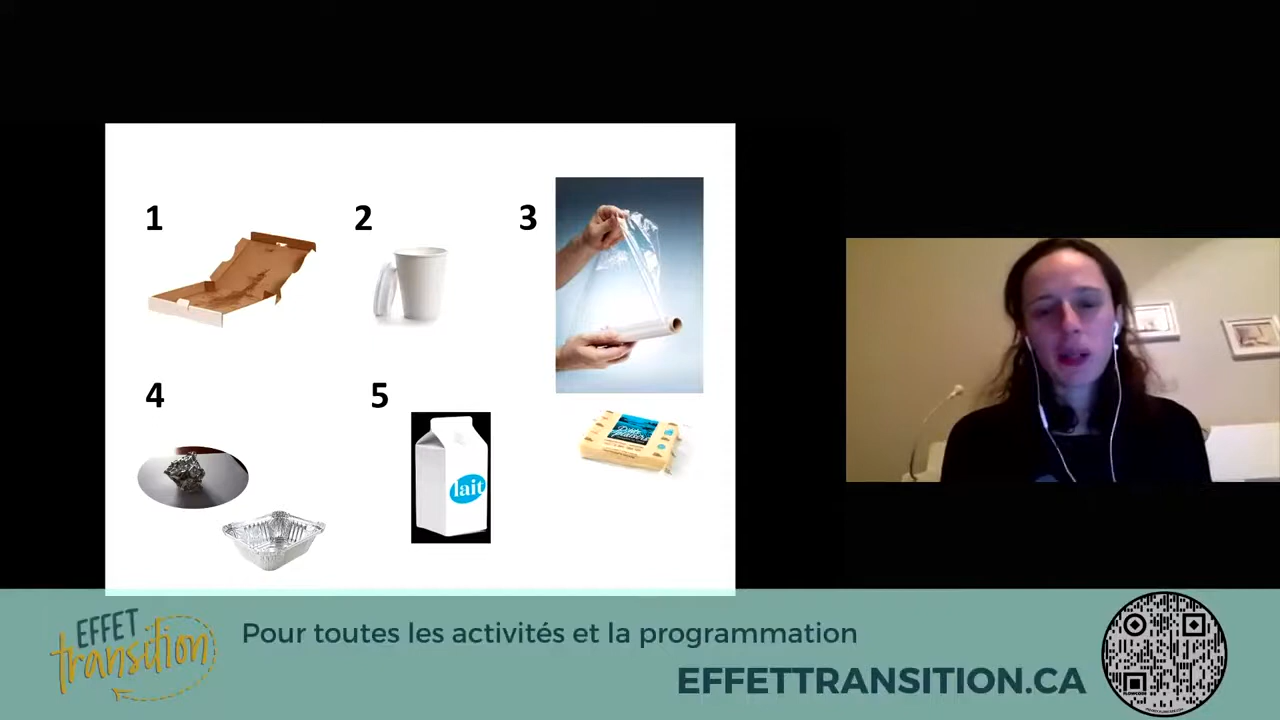 1
2
3
4
5
lait
EFFET
transition
Pour toutes les activités et la programmation
EFFETTRANSITION.CA